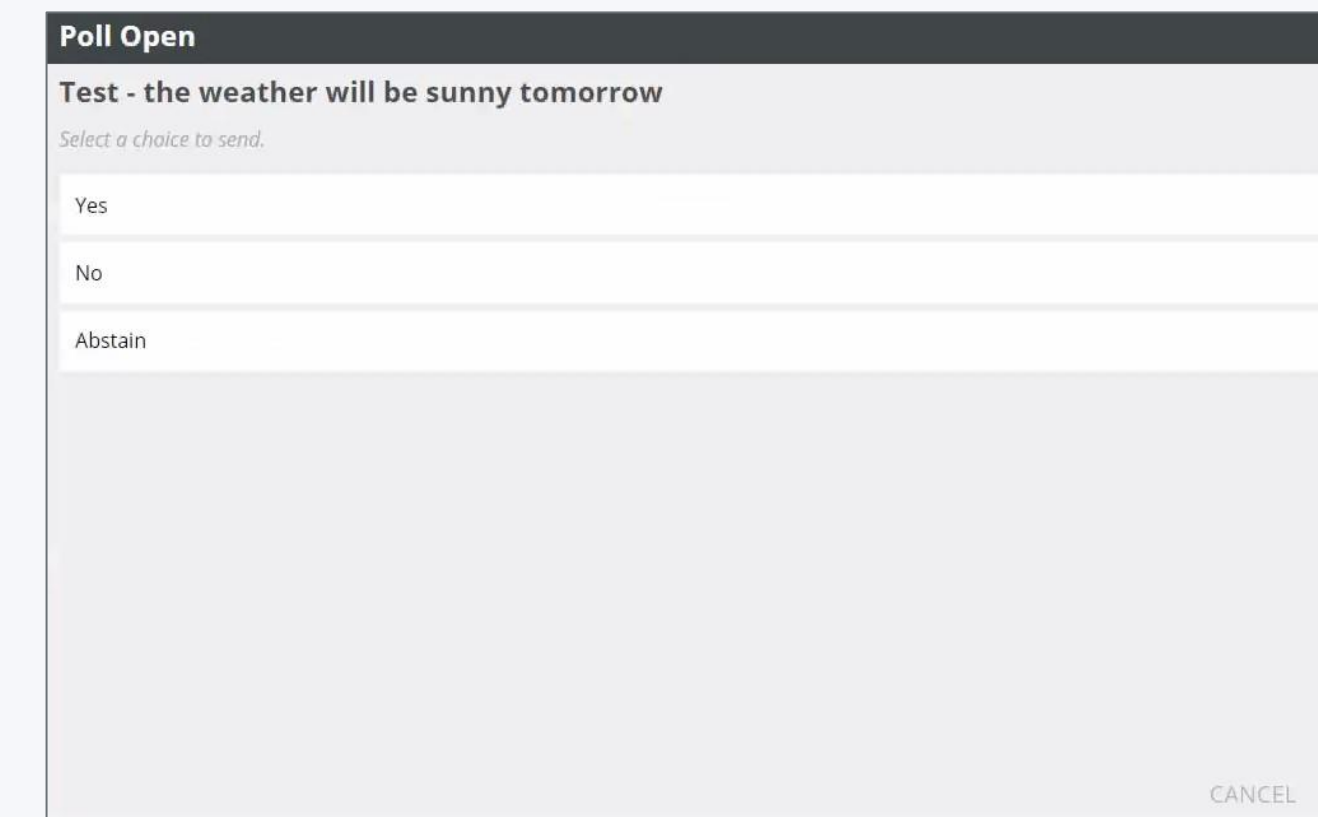 Poll Open
Test - the weather will be sunny tomorrow
Select a choice to send.
Yes
No
Abstain
CANCEL